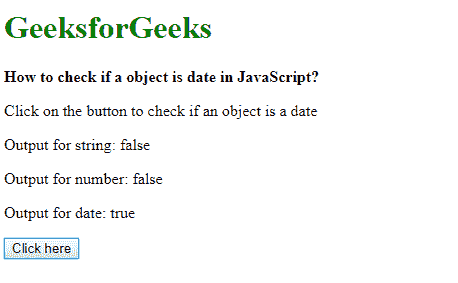 GeeksforGeeks
How to check if a object is date in JavaScript?
Click on the button to check if an object is a date
Output for string: false
Output for number: false
Output for date: true
Click here